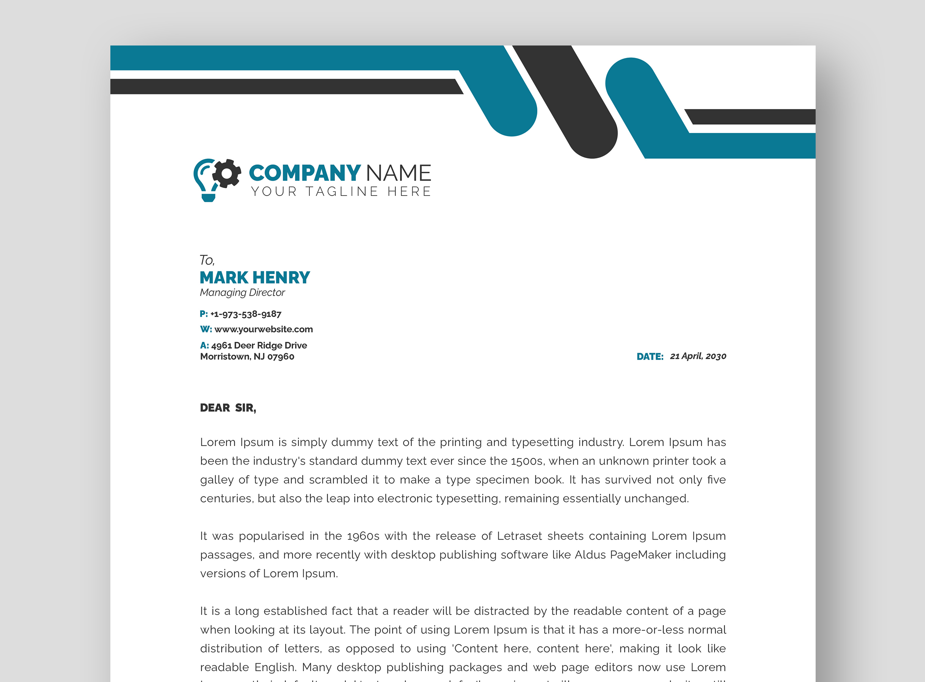 COMPANY NAME
YOUR TAGLINE HERE
To,
MARK HENRY
Managing Director
P: +1-973-538-9187
W: www.yourwebsite.com
A: 4961 Deer Ridge Drive
Morristown, NJ 07960
DATE: 21 April, 2030
DEAR SIR,
Lorem Ipsum is simply dummy text of the printing and typesetting industry. Lorem Ipsum has
been the industry's standard dummy text ever since the 1500s, when an unknown printer took a
galley of type and scrambled it to make a type specimen book. It has survived not only five
centuries, but also the leap into electronic typesetting, remaining essentially unchanged.
It was popularised in the 1960s with the release of Letraset sheets containing Lorem Ipsum
passages, and more recently with desktop publishing software like Aldus PageMaker including
versions of Lorem Ipsum.
It is a long established fact that a reader will be distracted by the readable content of a page
when looking at its layout. The point of using Lorem Ipsum is that it has a more-or-less normal
distribution of letters, as opposed to using 'Content here, content here', making it look like
readable English. Many desktop publishing packages and web page editors now use Lorem